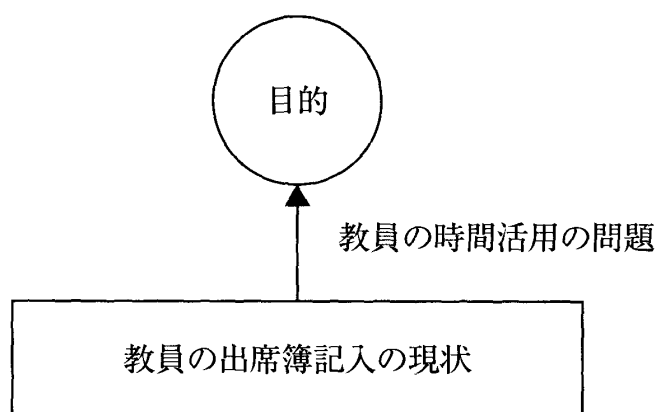 目的
教員の時間活用の問題
教員の出席簿記入の現状